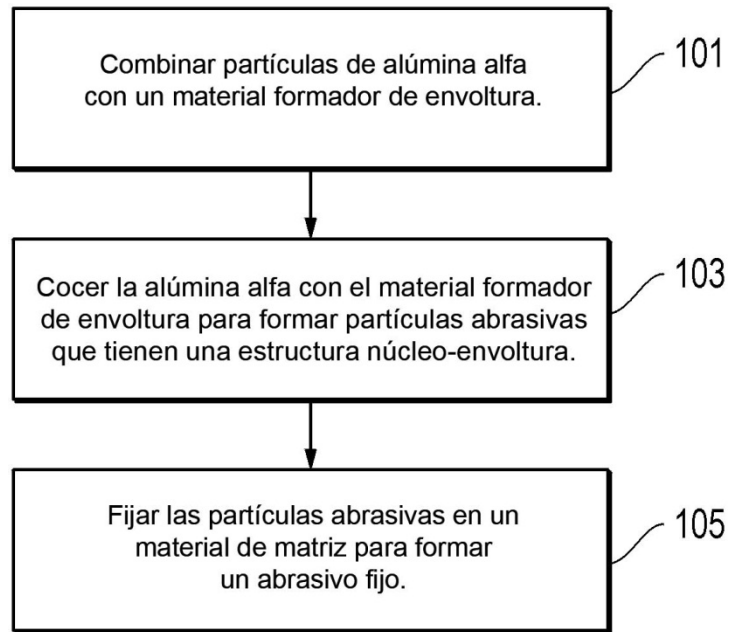 Combinar partículas de alúmina alfa
con un material formador de envoltura.
101
Cocer la alúmina alfa con el material formador
de envoltura para formar partículas abrasivas
que tienen una estructura núcleo-envoltura.
103
Fijar las partículas abrasivas en un
material de matriz para formar
un abrasivo fijo.
105